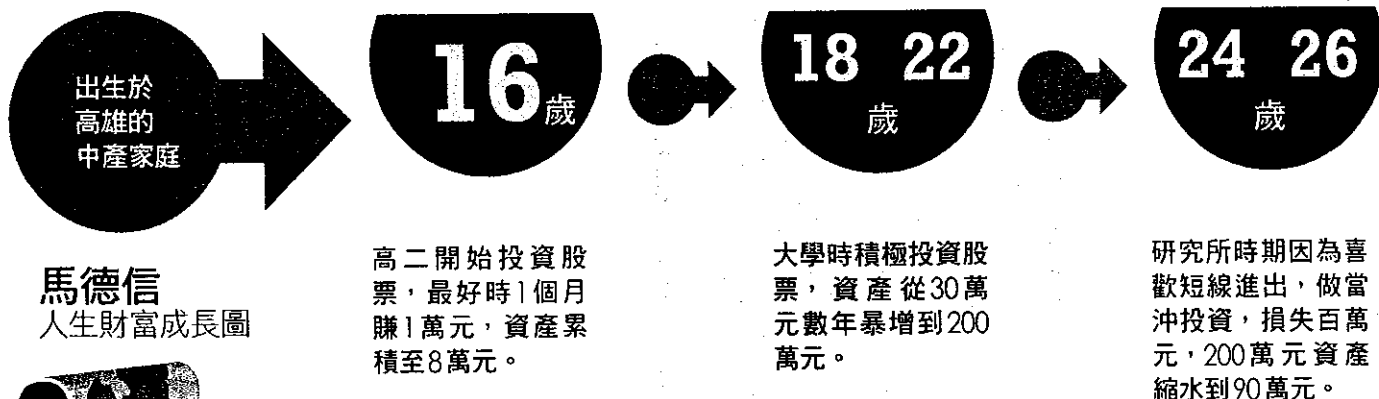 出生於
高雄的
中產家庭
馬德信
人生財富成長圖
16歲
高二開始投資股
票，最好時1個月
賺1萬元，資產累
積至8萬元。
18 22
歲
大學時積極投資股
票，資產從30萬
元數年暴增到200
萬元。
24 26
歲
研究所時期因為喜
歡短線進出，做當
沖投資，損失百萬
元，200萬元資產
縮水到90萬元。